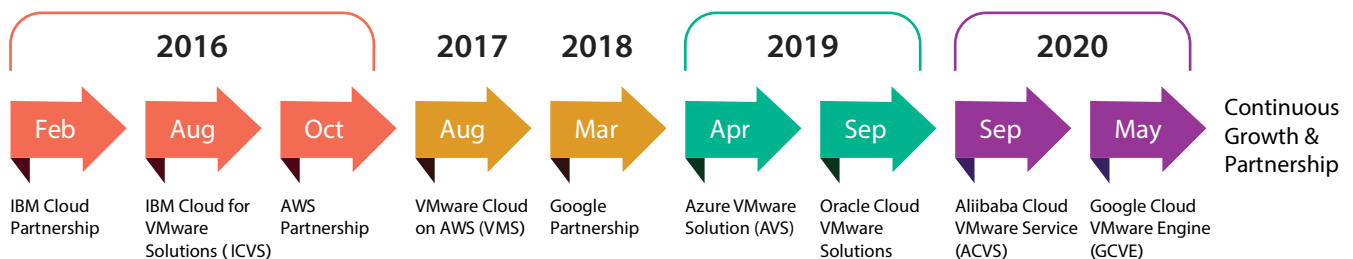 2016
2017
2018
2019
2020
Feb
Aug
Oct
Aug
Mar
Apr
Sep
Sep
May
Continuous
Growth &
Partnership
IBM Cloud
Partnership
IBM Cloud for
VMware
Solutions ( ICVS)
AWS
Partnership
VMware Cloud
on AWS (VMS)
Google
Partnership
Azure VMware
Solution (AVS)
Oracle Cloud
VMware
Solutions
Aliibaba Cloud
VMware Service
(ACVS)
Google Cloud
VMware Engine
(GCVE)